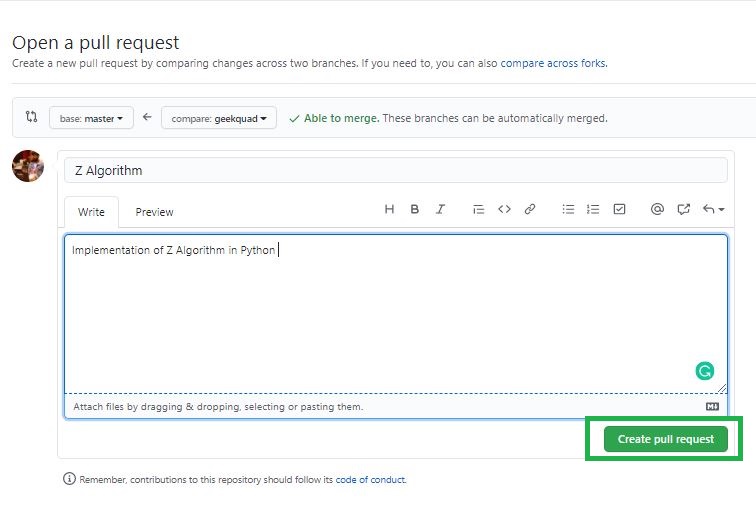 Open a pull request
Create a new pull request by comparing changes across two branches. If you need to, you can also compare across forks.
base: master compare: geekquad Able to merge. These branches can be automatically merged.
Z Algorithm
Write Preview H B I
Implementation of Z Algorithm in Python
Attach files by dragging & dropping, selecting or pasting them.
Create pull request
Remember, contributions to this repository should follow its code of conduct.